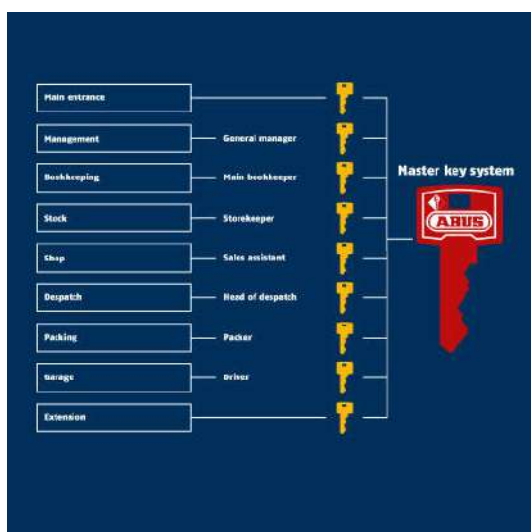 Main entrance
Management General manager
Bookkeeping Main bookkeeper
Master key system
Stock Storekeeper
ABUS
Shop Sales assistant
Despatch Head of despatch
Packing Packer
Garage Driver
Extension